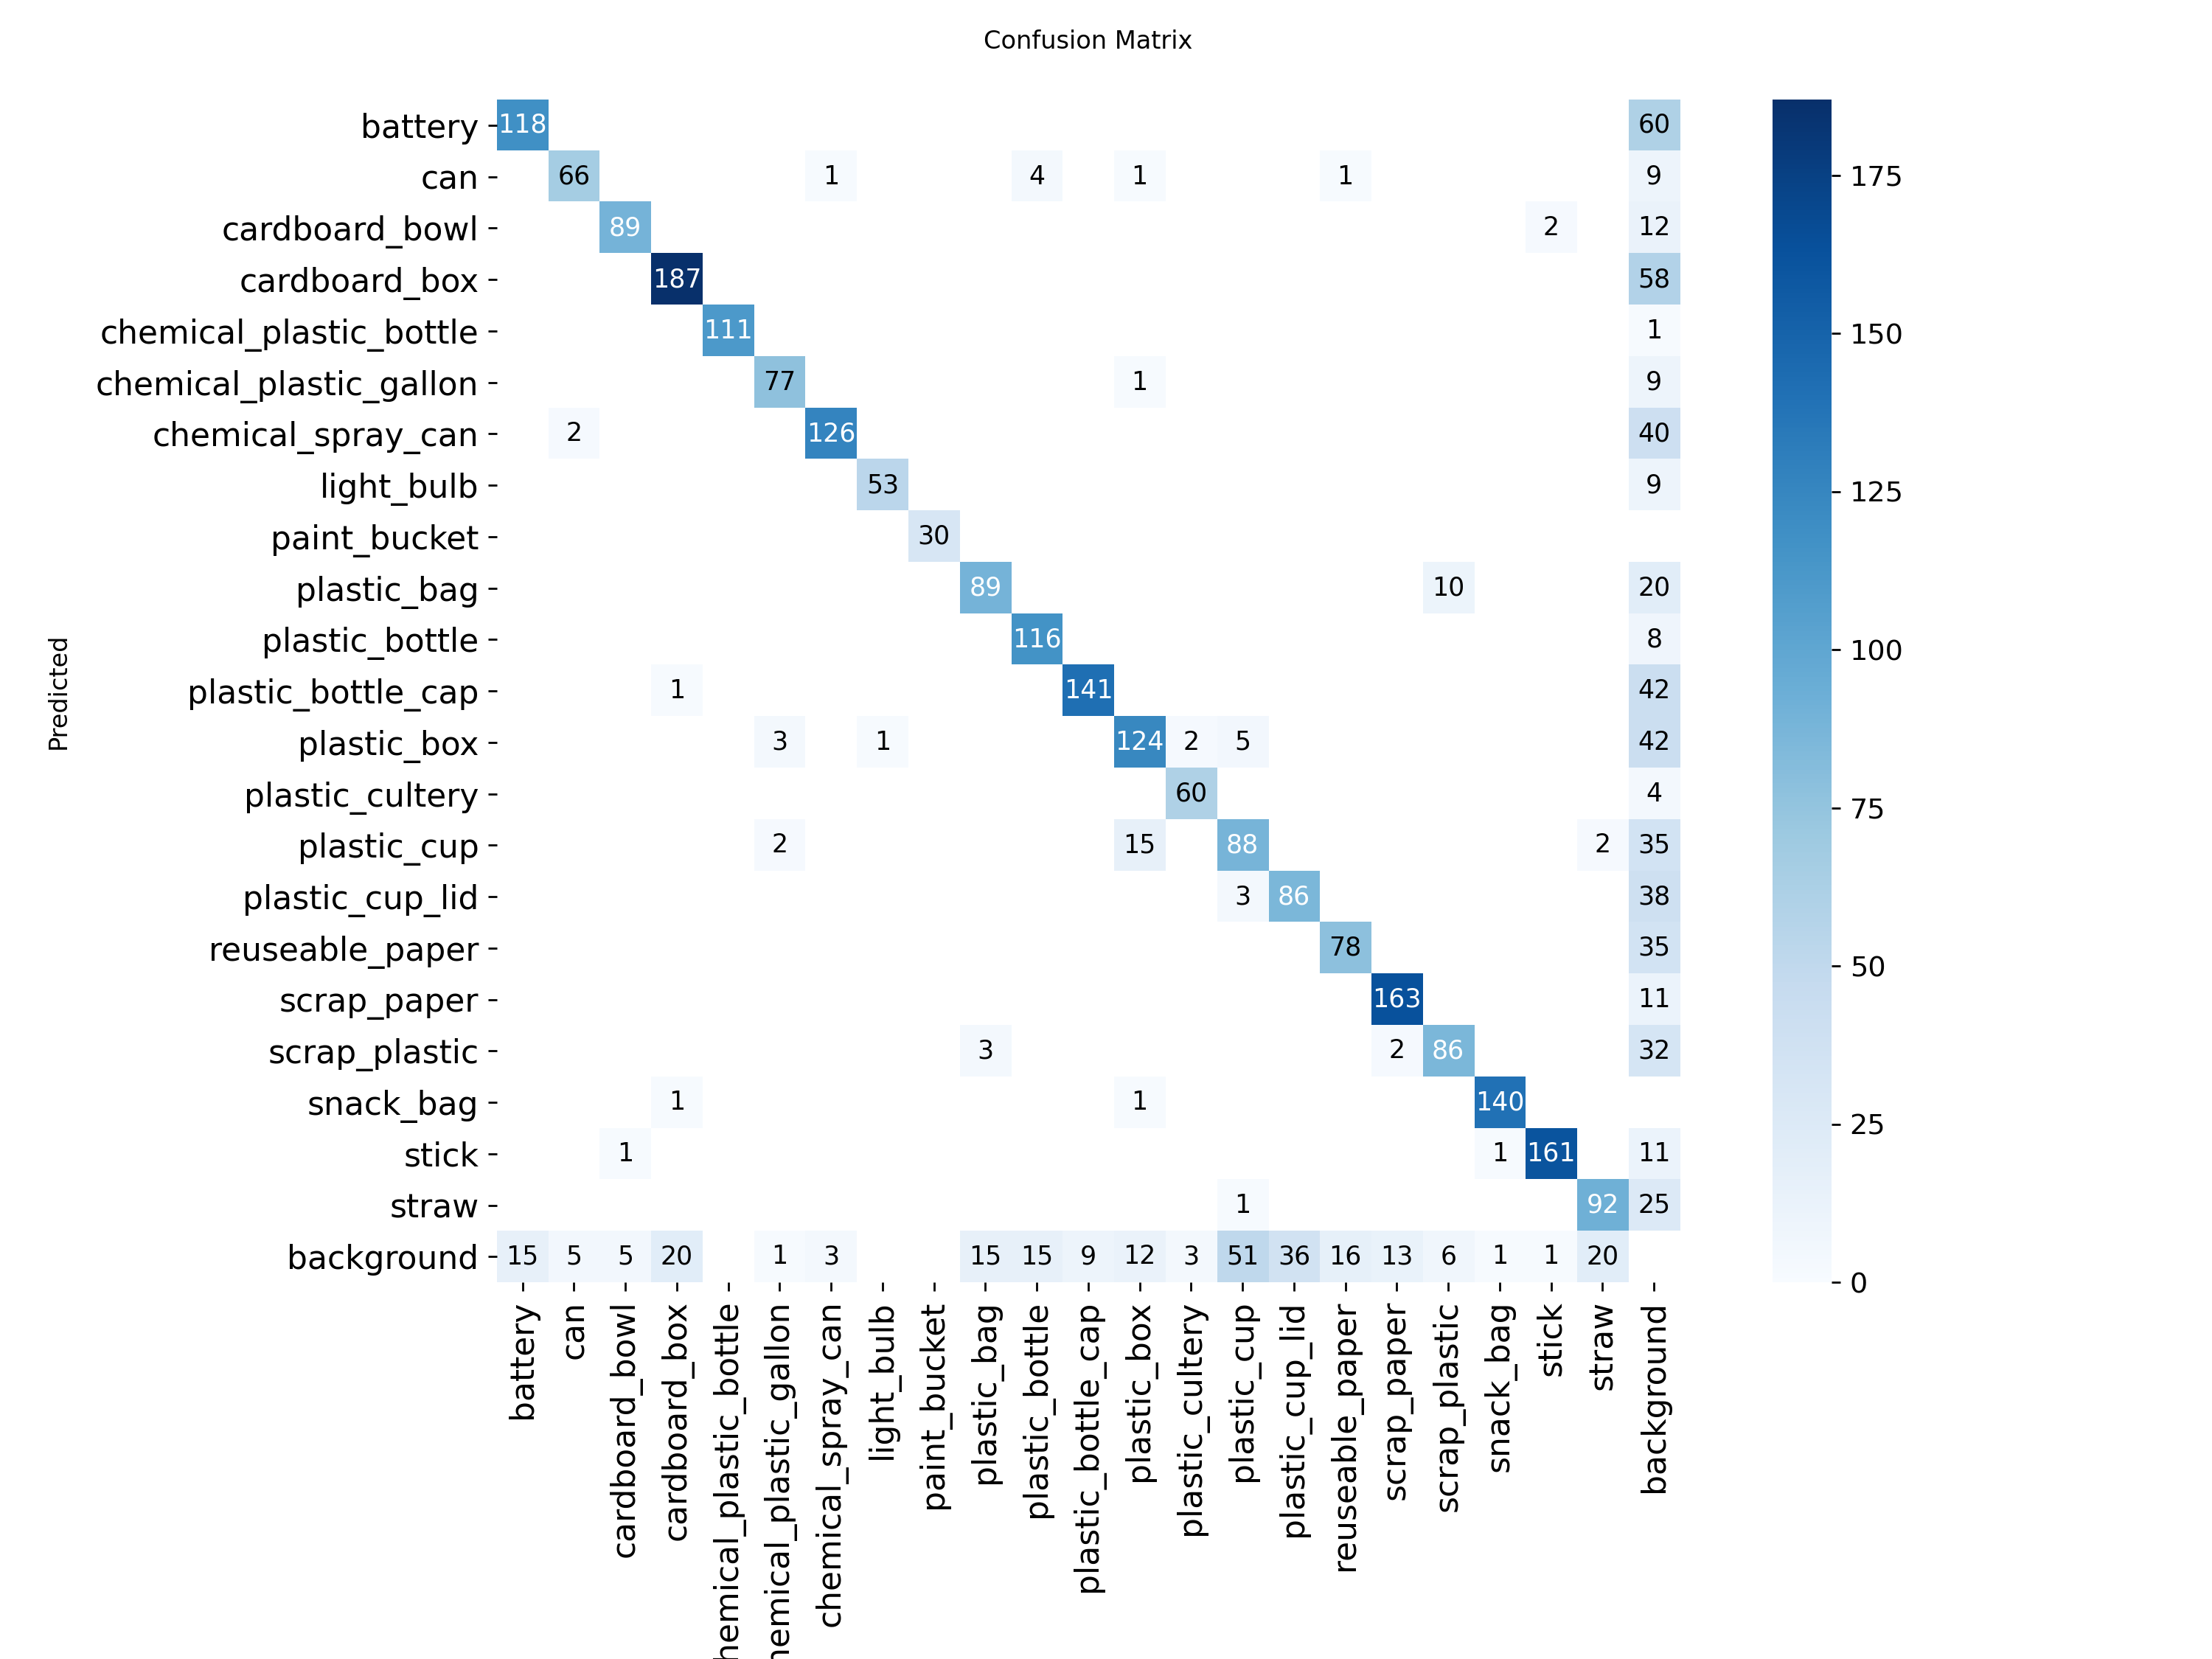 Confusion Matrix
battery 118 60
can 66 1 4 1 1 9
cardboard_bowl 89 2 12
cardboard_box 187 58
chemical_plastic_bottle 111 1
chemical_plastic_gallon 77 1 9
chemical_spray_can 2 126 40
light_bulb 53 9
paint_bucket 30
plastic_bag 89 10 20
plastic_bottle 116 8
plastic_bottle_cap 1 141 42
plastic_box 3 1 124 2 5 42
plastic_cultery 60 4
plastic_cup 2 15 88 2 35
plastic_cup_lid 3 86 38
reuseable_paper 78 35
scrap_paper 163 11
scrap_plastic 3 2 86 32
snack_bag 1 1 140
stick 1 1 161 11
straw 1 92 25
background 15 5 5 20 1 3 15 15 9 12 3 51 36 16 13 6 1 1 20
Predicted
battery
can
cardboard_bowl
cardboard_box
hemical_plastic_bottle
hemical_plastic_gallon
chemical_spray_can
light_bulb
paint_bucket
plastic_bag
plastic_bottle
plastic_bottle_cap
plastic_box
plastic_cultery
plastic_cup
plastic_cup_lid
reuseable_paper
scrap_paper
scrap_plastic
snack_bag
stick
straw
background
175
150
125
100
75
50
25
0